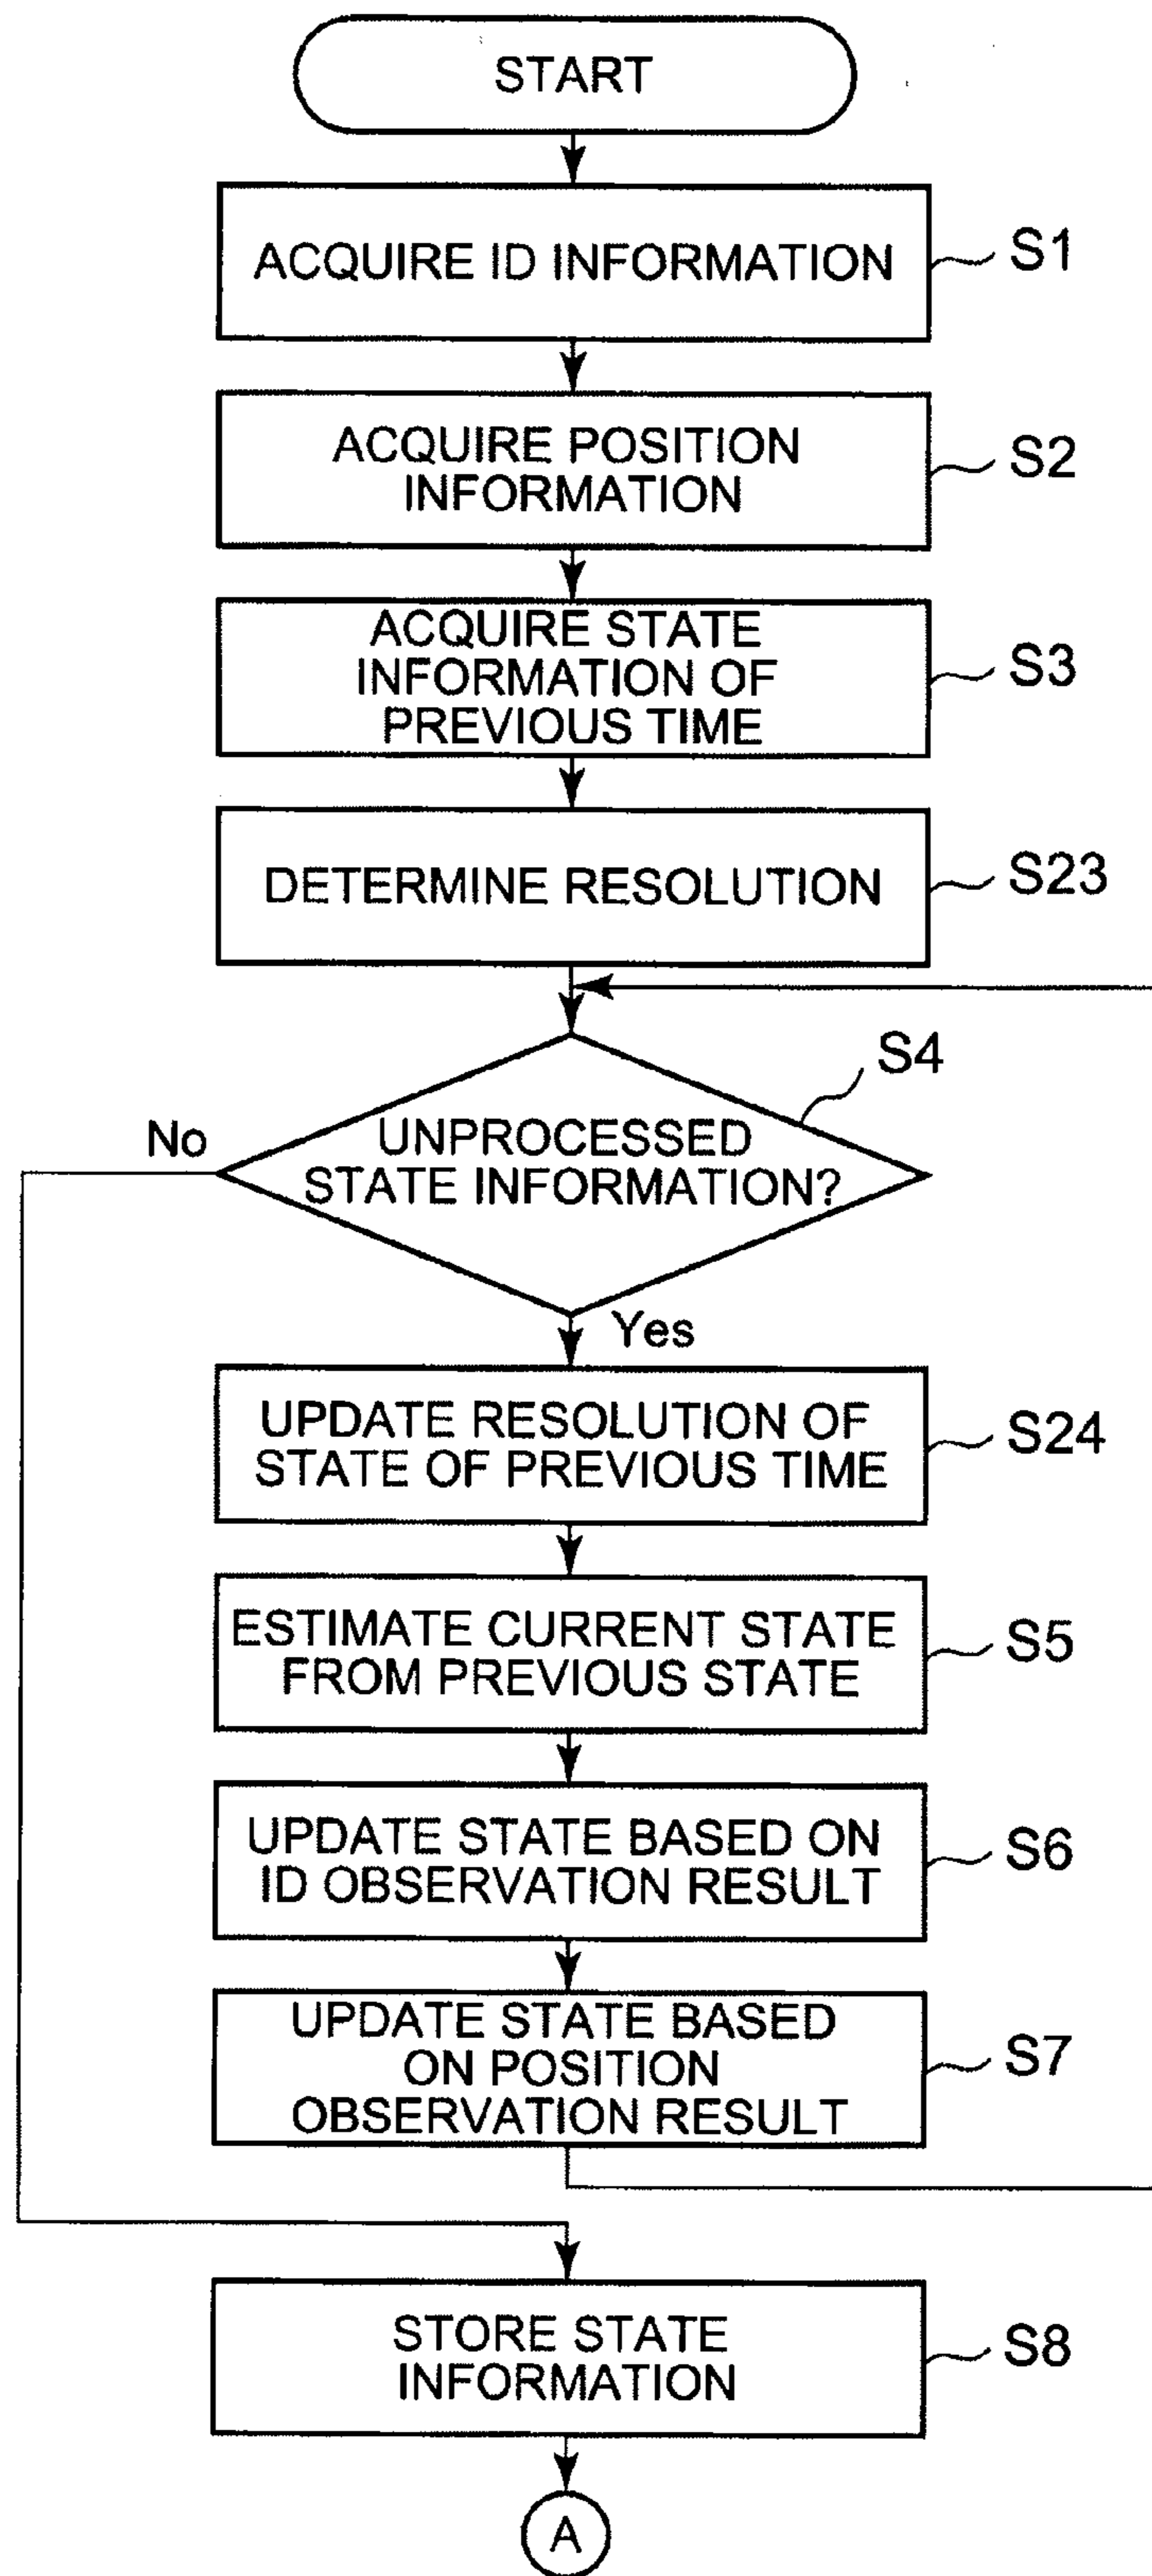 START
ACQUIRE ID INFORMATION
S1
ACQUIRE POSITION
INFORMATION
S2
ACQUIRE STATE
INFORMATION OF
PREVIOUS TIME
S3
DETERMINE RESOLUTION
S23
S4
No
UNPROCESSED
STATE INFORMATION?
Yes
UPDATE RESOLUTION OF
STATE OF PREVIOUS TIME
S24
ESTIMATE CURRENT STATE
FROM PREVIOUS STATE
S5
UPDATE STATE BASED ON
ID OBSERVATION RESULT
S6
UPDATE STATE BASED
ON POSITION
OBSERVATION RESULT
S7
STORE STATE
INFORMATION
S8
A